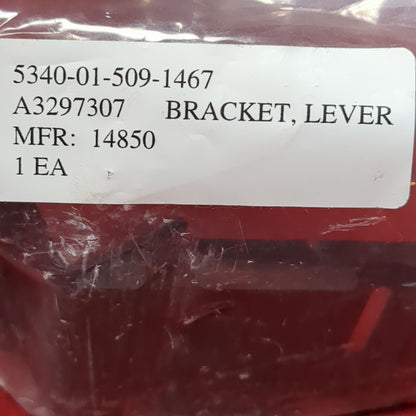 5340-01-509-1467
A3297307 BRACKET, LEVER
MFR: 14850
1 EA